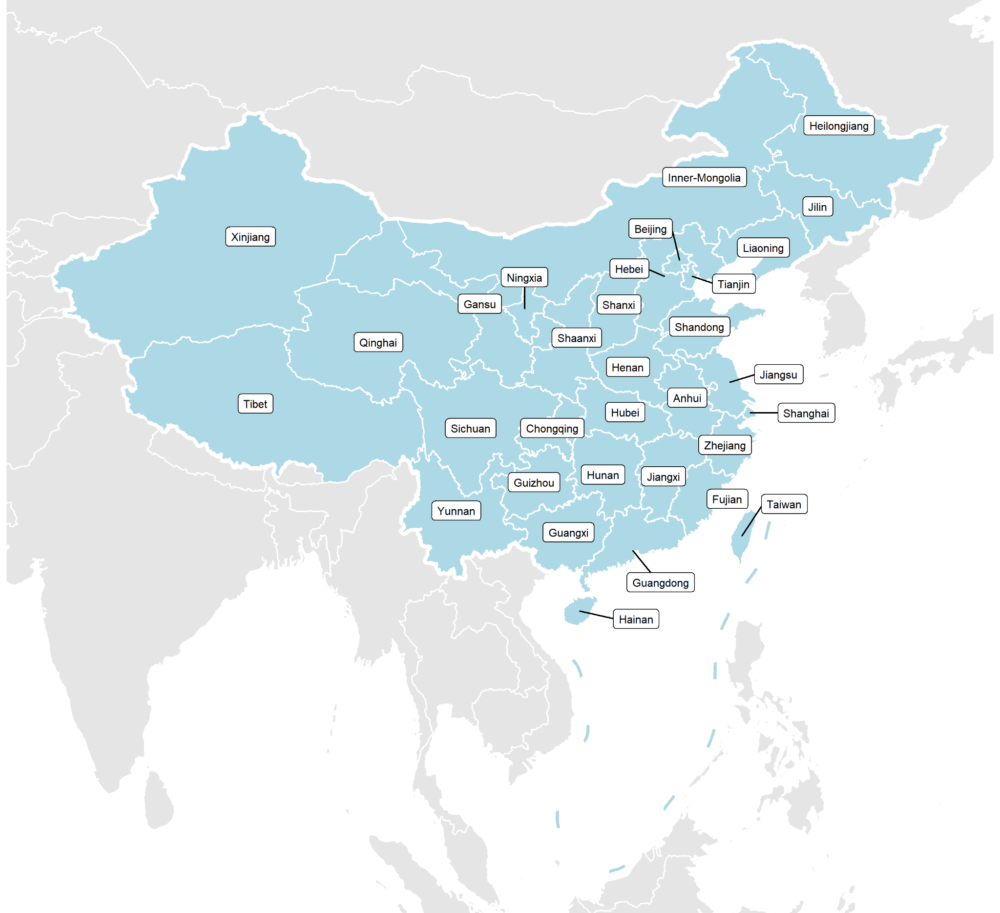 Heilongjiang
Inner-Mongolia
Jilin
Beijing
Xinjiang
Liaoning
Hebei
Ningxia
Tianjin
Gansu
Shanxi
Shandong
Shaanxi
Qinghai
Henan
Jiangsu
Anhui
Tibet
Hubei
Shanghai
Sichuan
Chongqing
Zhejiang
Hunan
Jiangxi
Guizhou
Fujian
Taiwan
Yunnan
Guangxi
Guangdong
Hainan